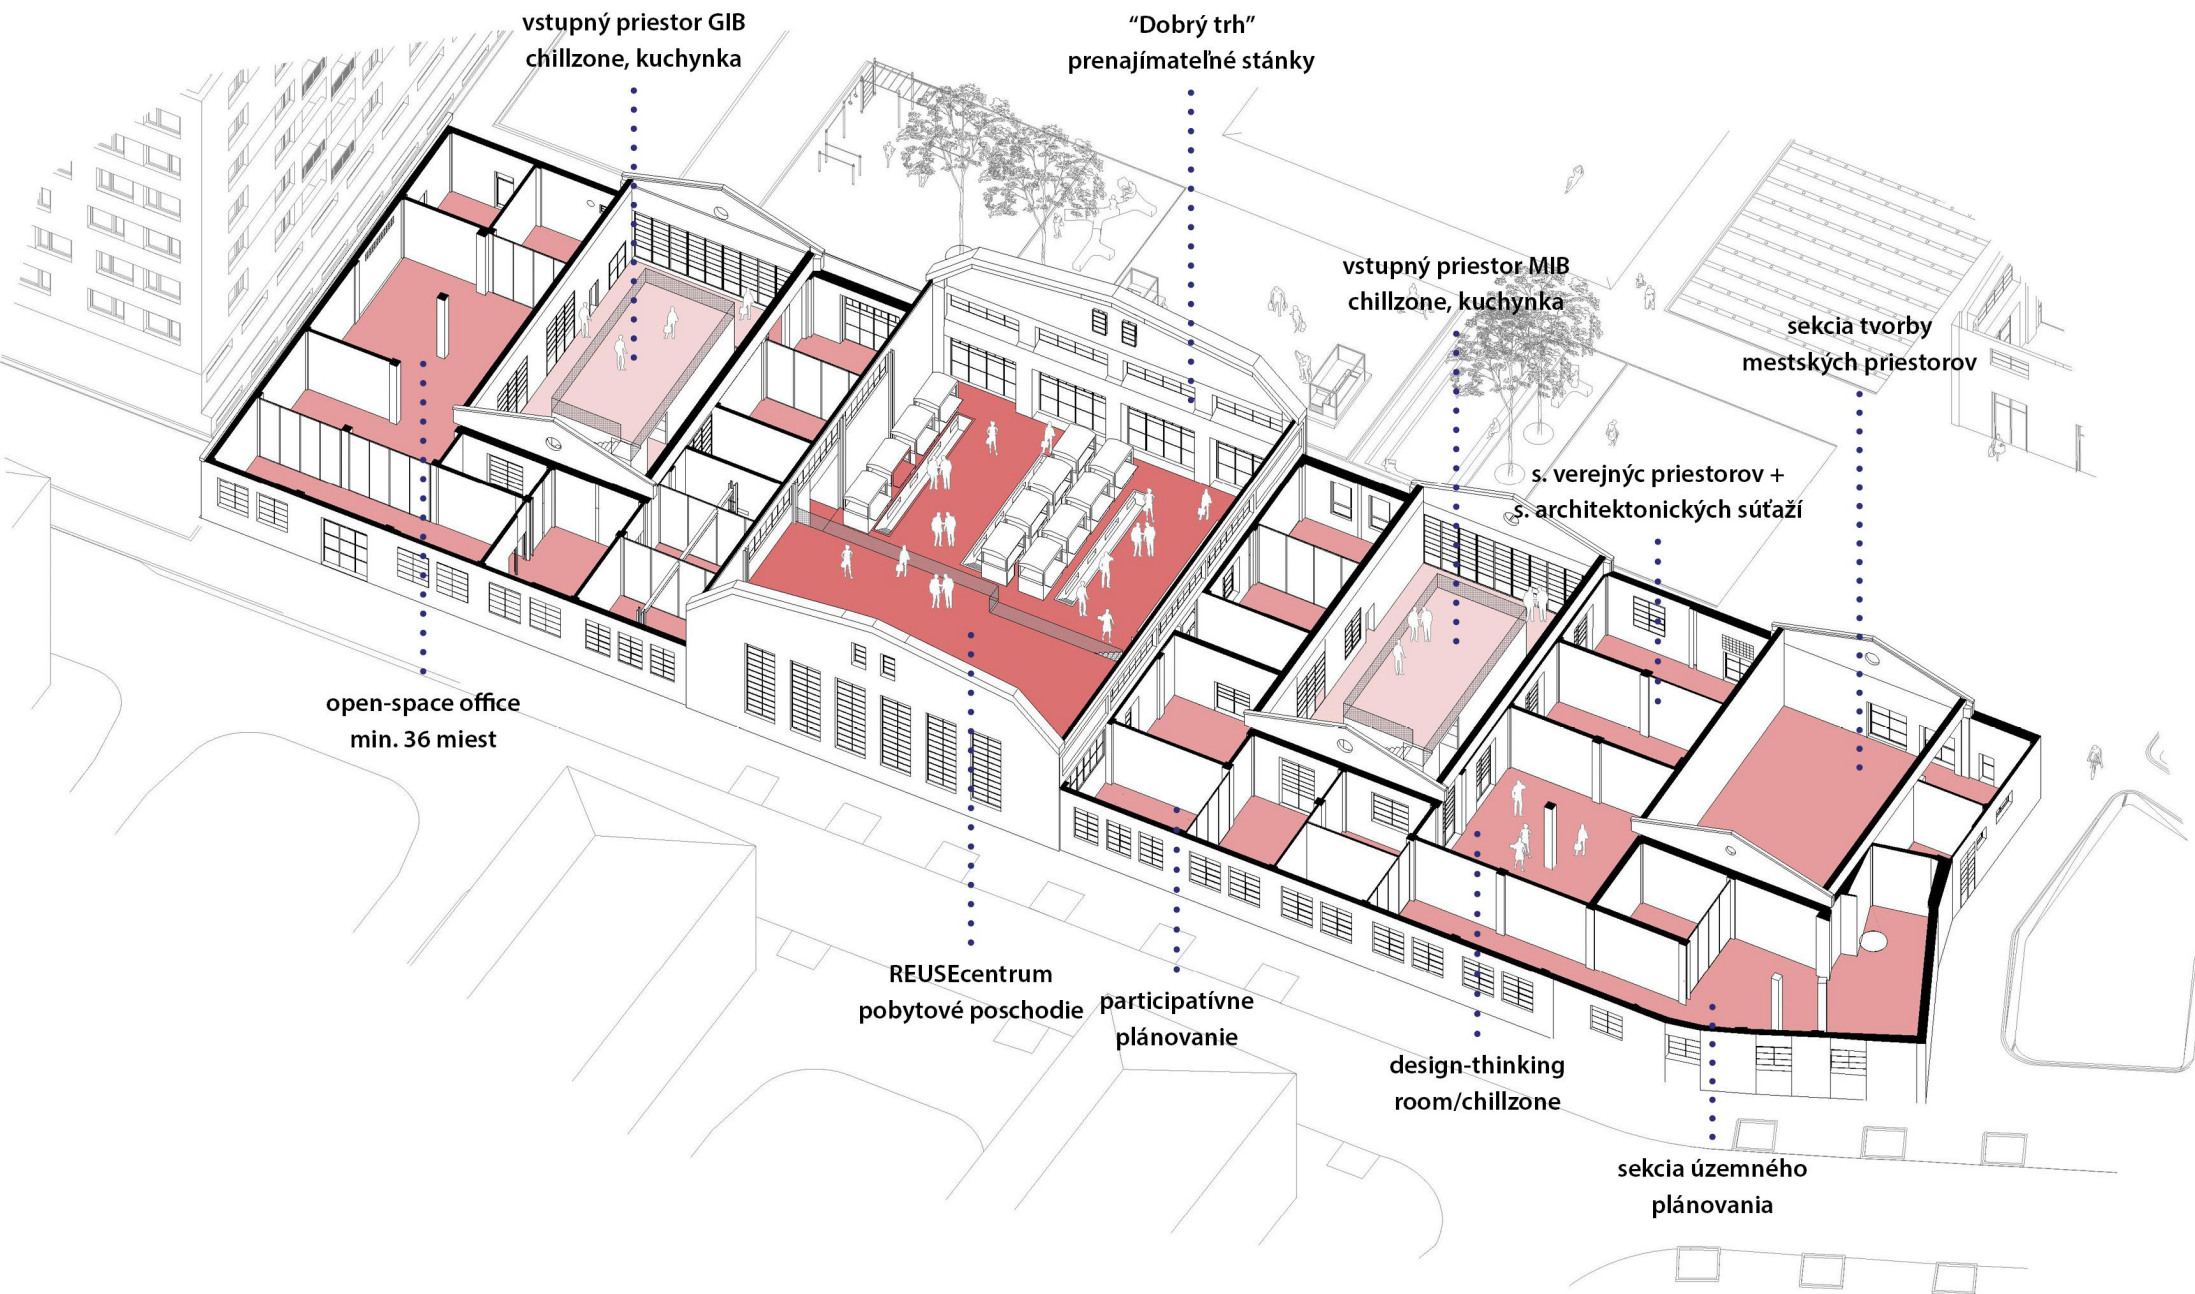 vstupný priestor GIB
chillzone, kuchynka
“Dobrý trh”
prenajímateľné stánky
vstupný priestor MIB
chillzone, kuchynka
sekcia tvorby
mestských priestorov
s. verejnýc priestorov +
s. architektonických súťaží
open-space office
min. 36 miest
REUSEcentrum
pobytové poschodie
participatívne
plánovanie
design-thinking
room/chillzone
sekcia územného
plánovania